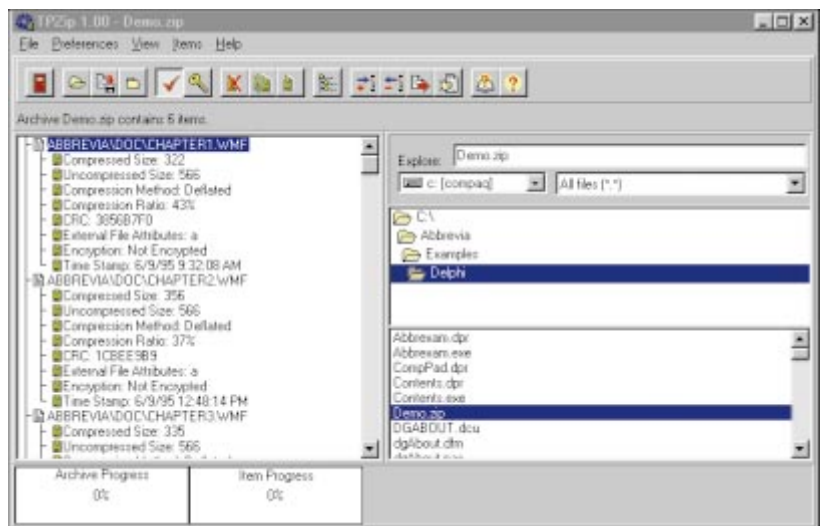 TPZip 1.00 - Demo.zip
File Preferences View Items Help
Archive Demo.zip contains 6 items.
ABBREVIA\DOC\CHAPTER1.WMF
Compressed Size: 322
Uncompressed Size: 566
Compression Method: Deflated
Compression Ratio: 43%
CRC: 3856B7F0
External File Attributes: a
Encryption: Not Encrypted
Time Stamp: 6/9/95 9:32:08 AM
ABBREVIA\DOC\CHAPTER2.WMF
Compressed Size: 356
Uncompressed Size: 566
Compression Method: Deflated
Compression Ratio: 37%
CRC: 1CBEE9B9
External File Attributes: a
Encryption: Not Encrypted
Time Stamp: 6/9/95 12:48:14 PM
ABBREVIA\DOC\CHAPTER3.WMF
Compressed Size: 335
Uncompressed Size: 566
Explore: Demo.zip
c: [compaq] All files (*.*)
C:\
Abbrevia
Examples
Delphi
Abbrexam.dpr
Abbrexam.exe
CompPad.dpr
Contents.dpr
Contents.exe
Demo.zip
DGABOUT.dcu
dgAbout.dfm
Archive Progress
0%
Item Progress
0%